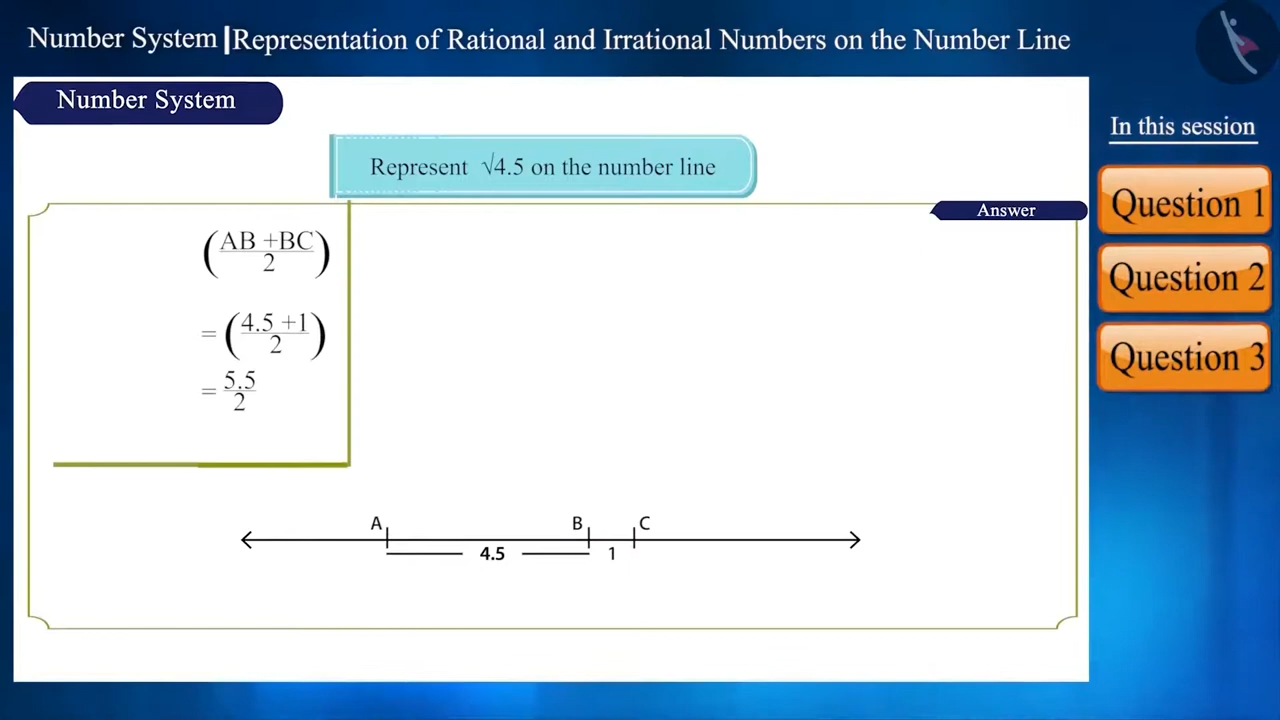 Number System | Representation of Rational and Irrational Numbers on the Number Line
Number System
In this session
Represent √4.5 on the number line
Question 1
Answer
(AB +BC / 2)
Question 2
= (4.5 +1 / 2)
Question 3
= 5.5 / 2
A B C
4.5 1